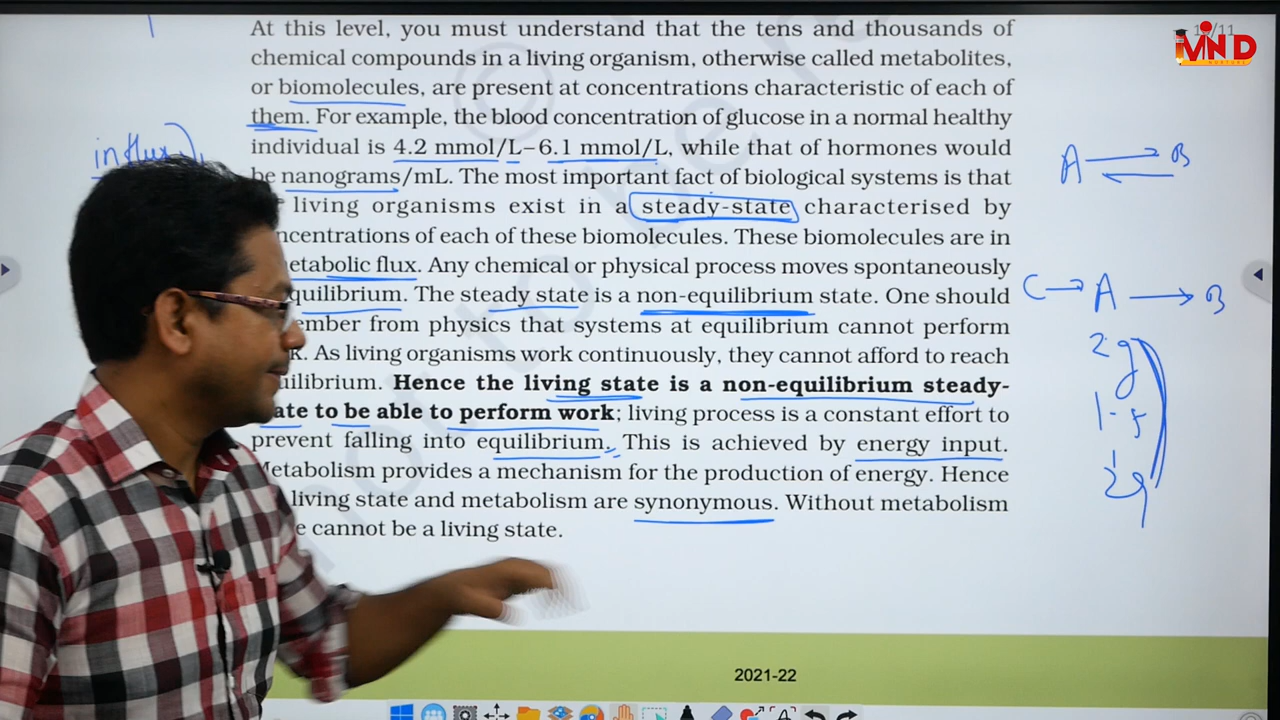 At this level, you must understand that the tens and thousands of
chemical compounds in a living organism, otherwise called metabolites,
or biomolecules, are present at concentrations characteristic of each of
them. For example, the blood concentration of glucose in a normal healthy
individual is 4.2 mmol/L–6.1 mmol/L, while that of hormones would
be nanograms/mL. The most important fact of biological systems is that
living organisms exist in a steady-state characterised by
ncentrations of each of these biomolecules. These biomolecules are in
etabolic flux. Any chemical or physical process moves spontaneously
quilibrium. The steady state is a non-equilibrium state. One should
mber from physics that systems at equilibrium cannot perform
k. As living organisms work continuously, they cannot afford to reach
uilibrium. Hence the living state is a non-equilibrium steady-
ate to be able to perform work; living process is a constant effort to
prevent falling into equilibrium. This is achieved by energy input.
Metabolism provides a mechanism for the production of energy. Hence
living state and metabolism are synonymous. Without metabolism
e cannot be a living state.
influx
A ⇌ B
C → A → B
2g
1.5
2g
2021-22
MIND